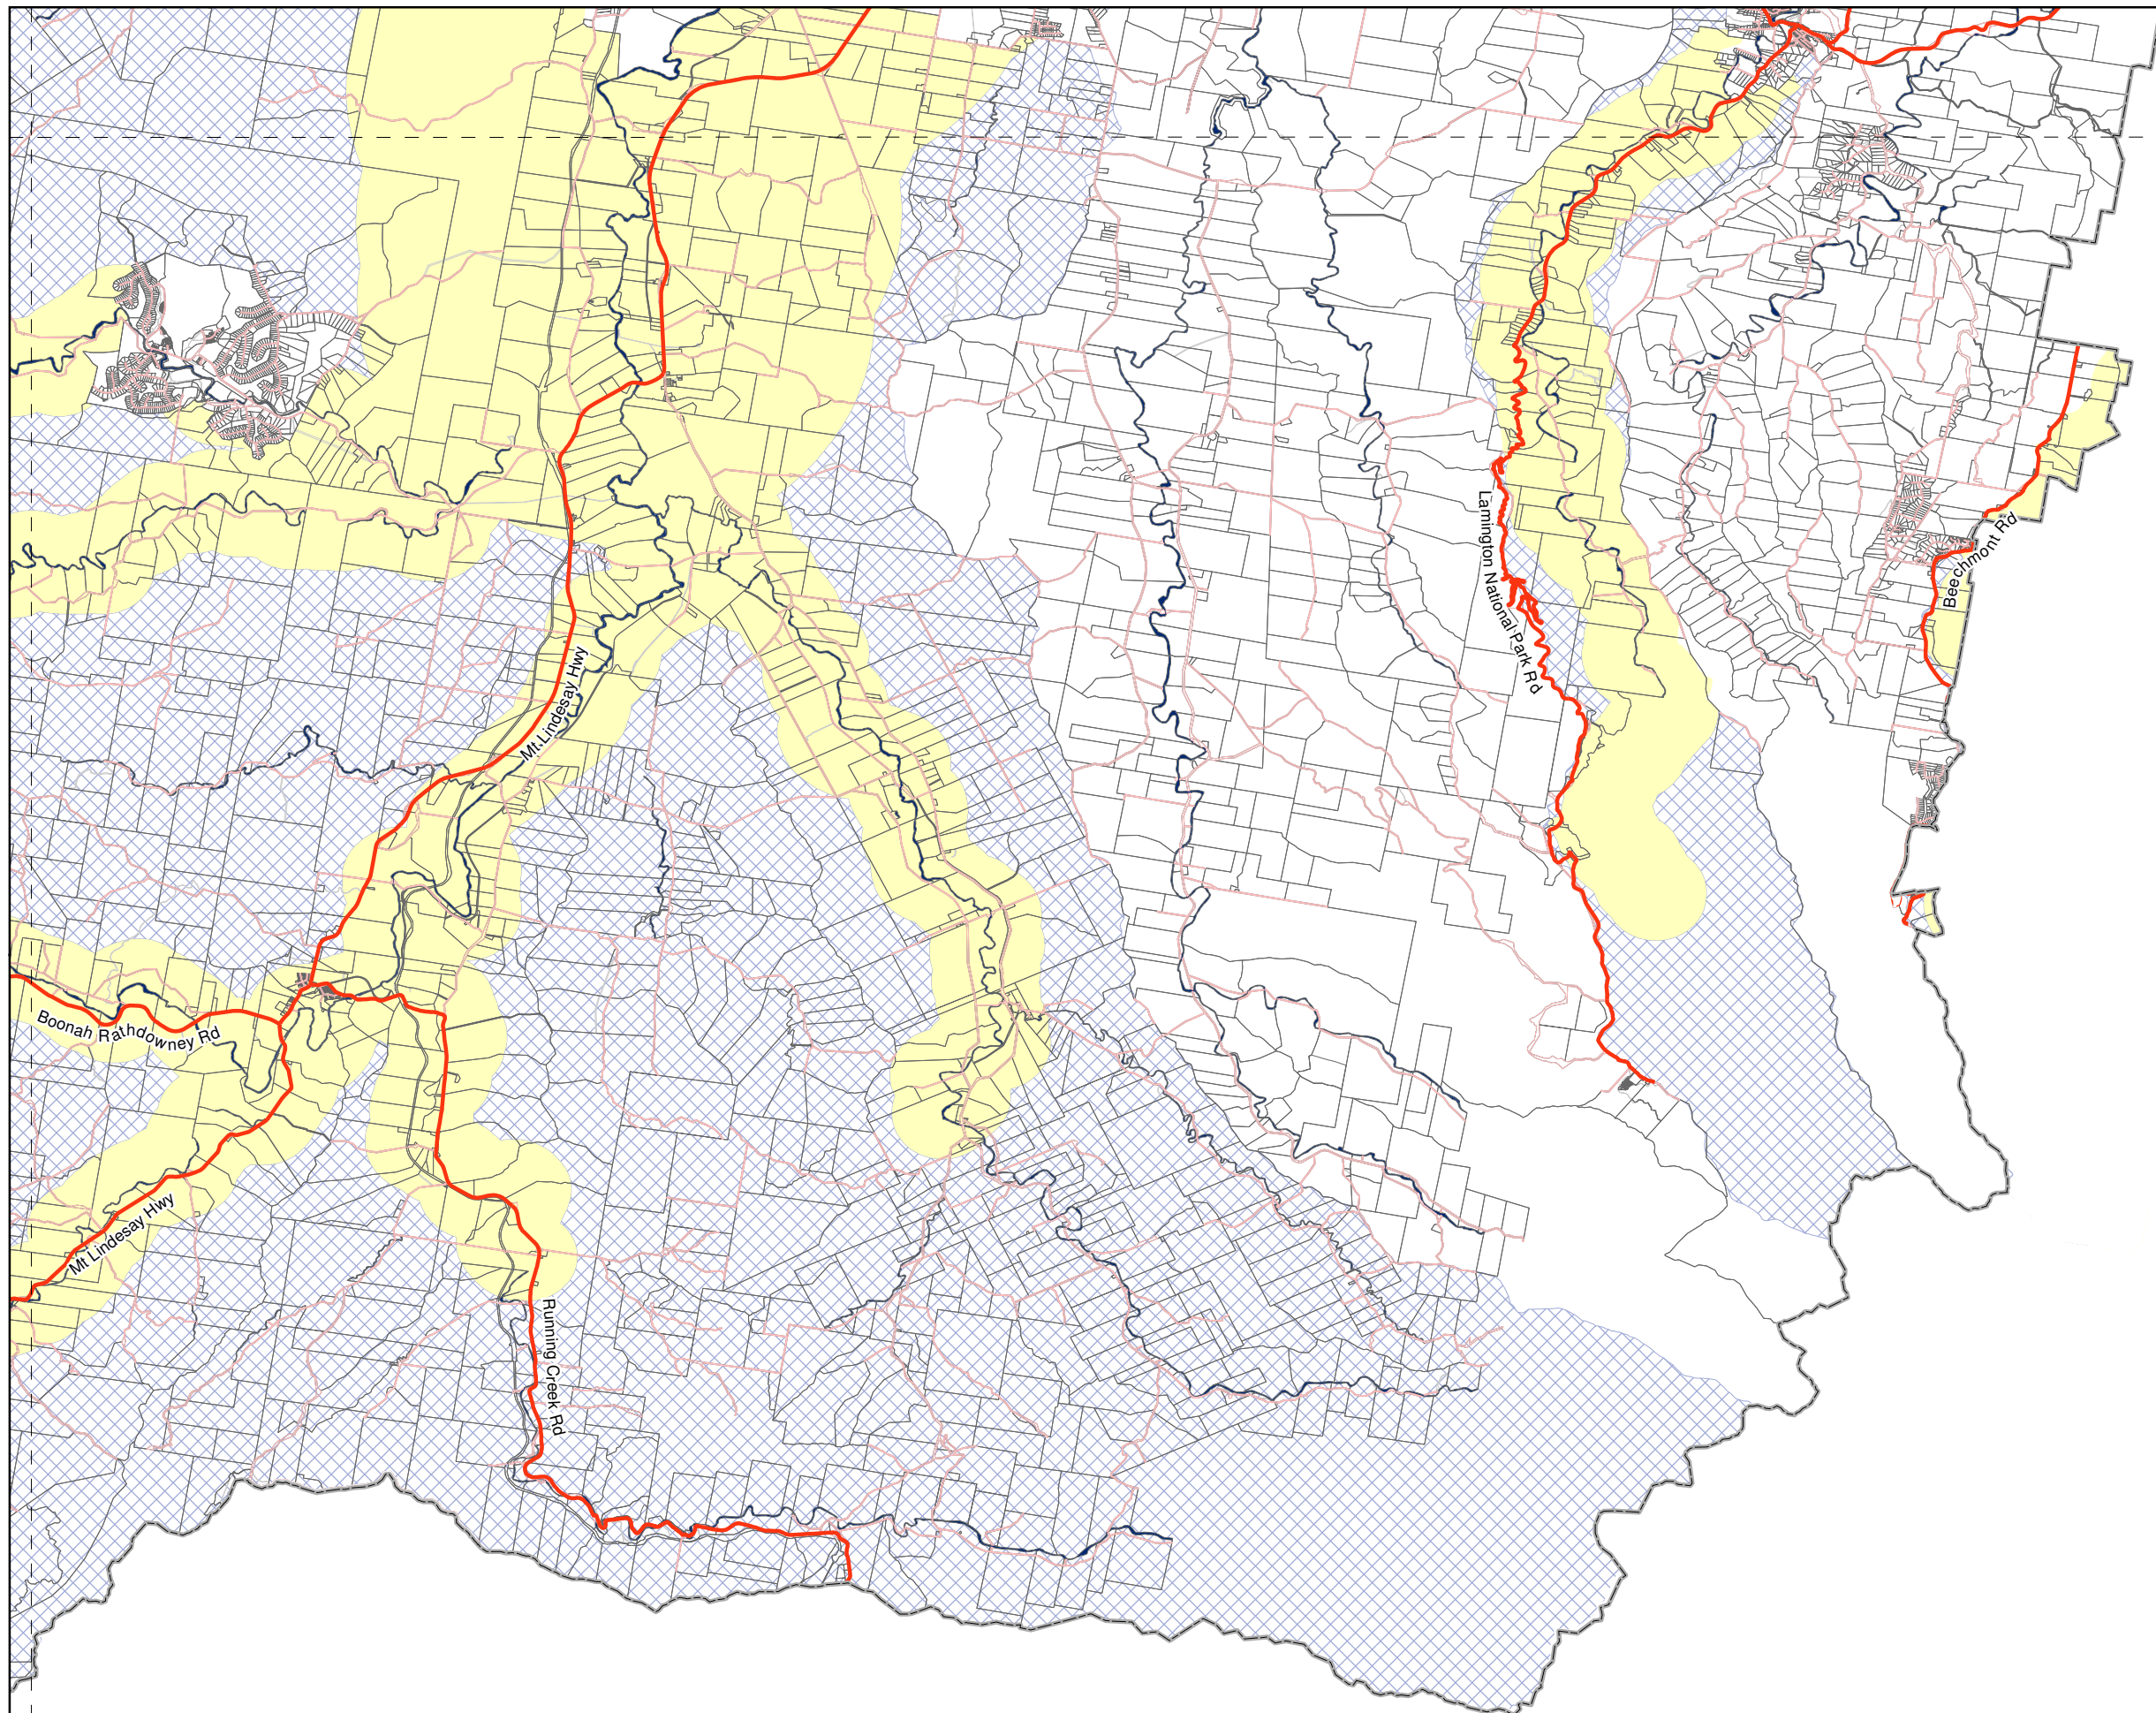 Lamington National Park Rd
Beechmont Rd
Mt Lindesay Hwy
Boonah Rathdowney Rd
Mt Lindesay Hwy
Running Creek Rd